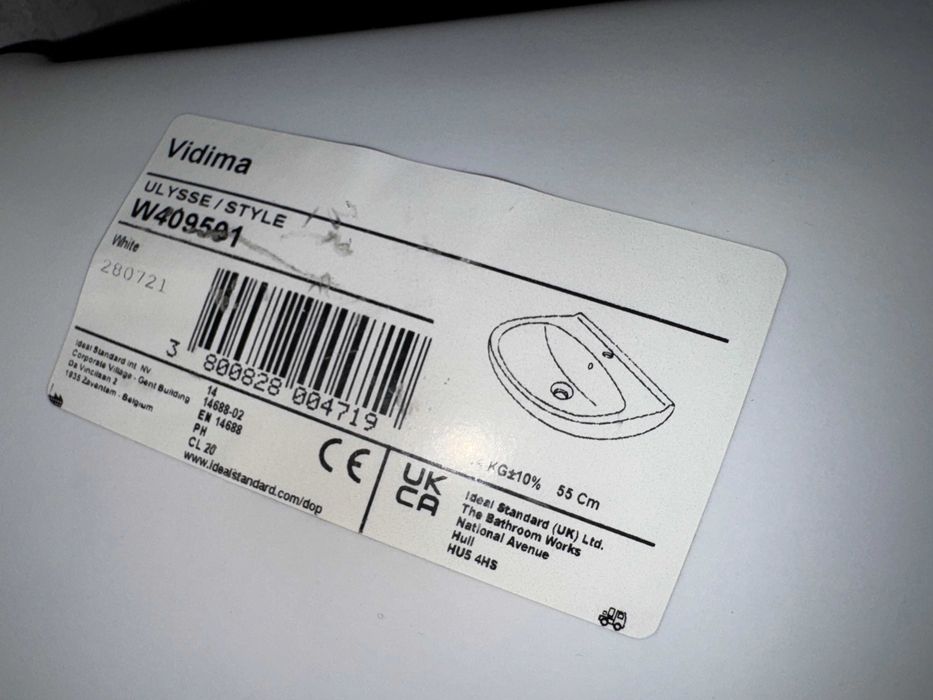 Vidima
ULYSSE / STYLE
W409501
White
280721
3 800828 004719
KG±10% 55 Cm
Ideal Standard Int. NV
Corporate Village - Gent Building
Da Vincilaan 2
1935 Zaventem - Belgium
14
14688-02
EN 14688
PH
CL 20
www.idealstandard.com/dop
CE
UK
CA
Ideal Standard (UK) Ltd.
The Bathroom Works
National Avenue
Hull
HU5 4HS